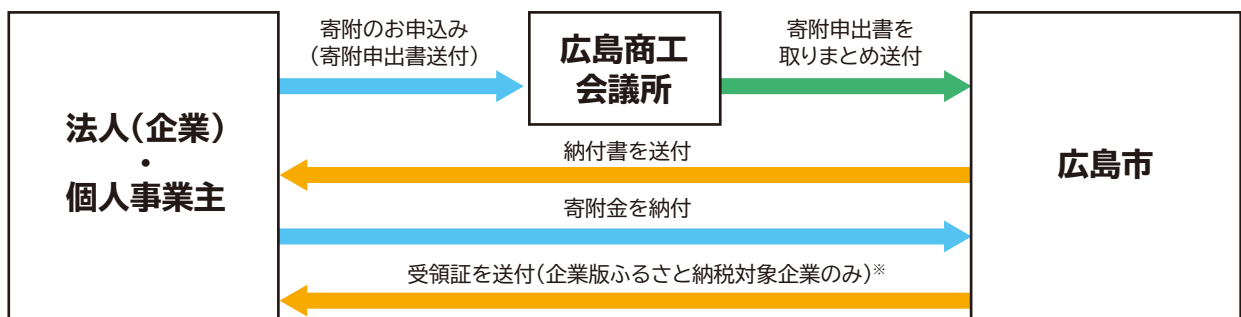 法人（企業）
・
個人事業主
寄附のお申込み
（寄附申出書送付）
広島商工
会議所
寄附申出書を
取りまとめ送付
広島市
納付書を送付
寄附金を納付
受領証を送付（企業版ふるさと納税対象企業のみ）※